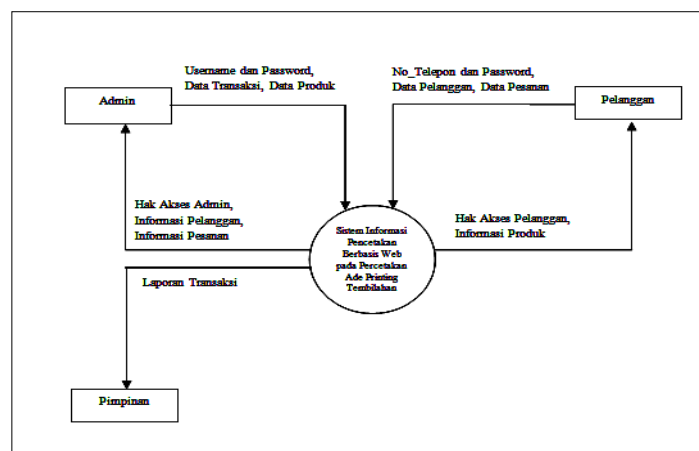 Username dan Password,
Data Transaksi, Data Produk
No_Telepon dan Password,
Data Pelanggan, Data Pesanan
Admin
Pelanggan
Hak Akses Admin,
Informasi Pelanggan,
Informasi Pesanan
Sistem Informasi
Pencetakan
Berbasis Web
pada Percetakan
Ade Printing
Tembilahan
Hak Akses Pelanggan,
Informasi Produk
Laporan Transaksi
Pimpinan